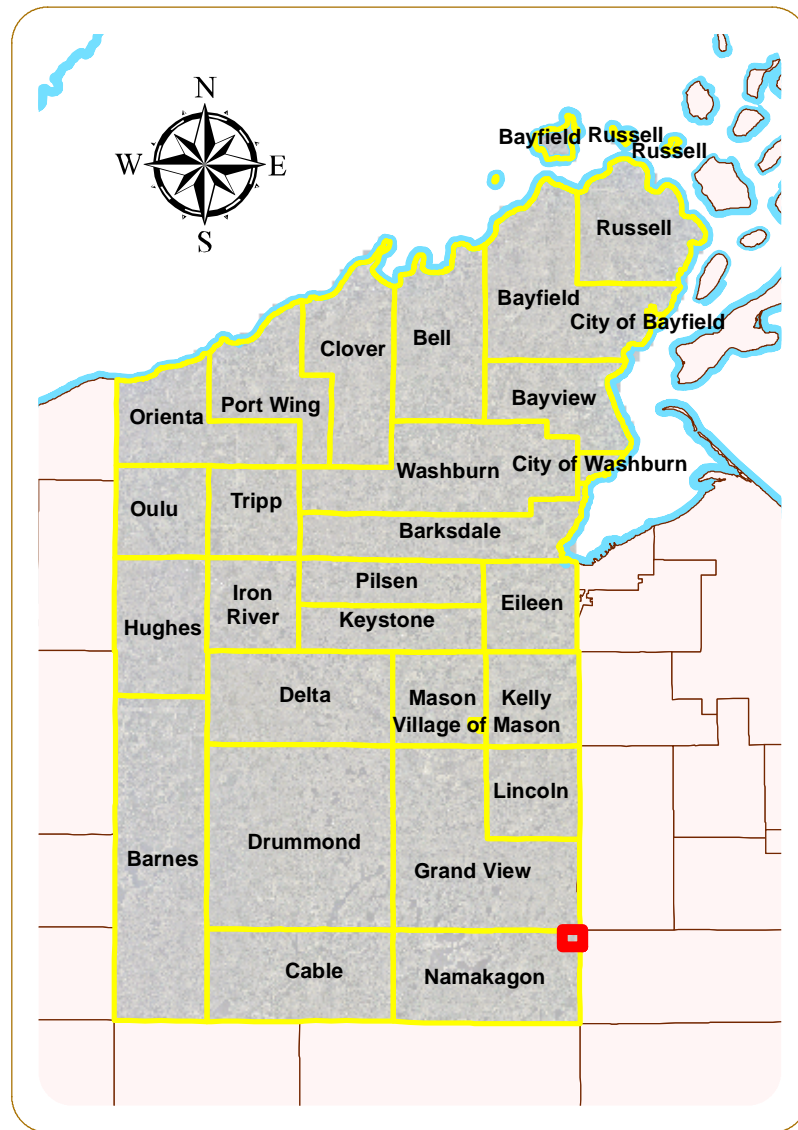 N
W
E
S
Bayfield
Russell
Russell
Russell
Bayfield
City of Bayfield
Clover
Bell
Port Wing
Orienta
Bayview
Washburn
City of Washburn
Oulu
Tripp
Barksdale
Pilsen
Iron
River
Keystone
Eileen
Hughes
Delta
Mason
Kelly
Village of Mason
Lincoln
Drummond
Barnes
Grand View
Cable
Namakagon